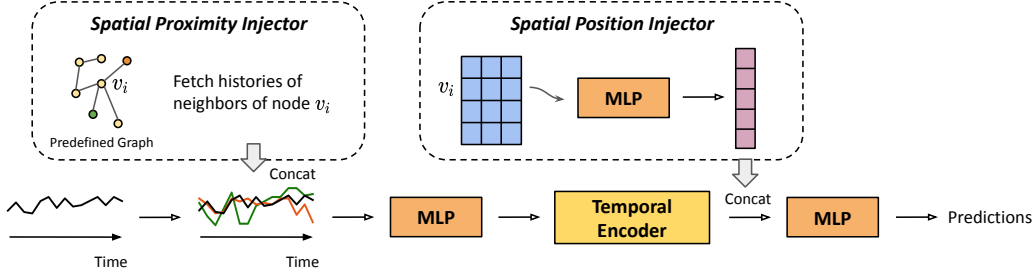 Spatial Proximity Injector
v_i
Fetch histories of
neighbors of node v_i
Predefined Graph
Spatial Position Injector
v_i
MLP
Concat
Concat
MLP
Temporal
Encoder
MLP
Predictions
Time
Time